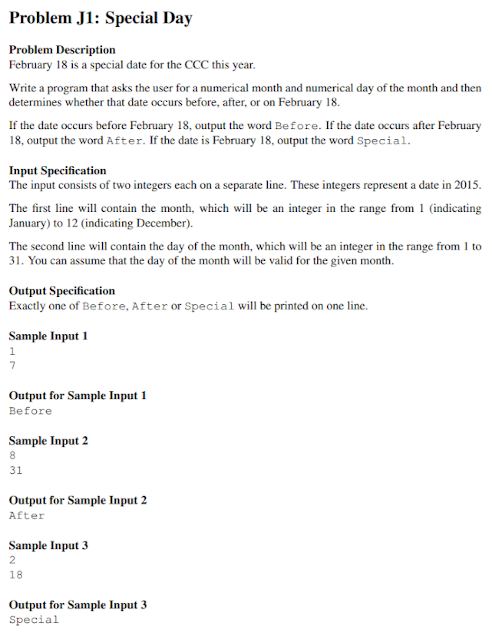 Problem J1: Special Day
Problem Description
February 18 is a special date for the CCC this year.
Write a program that asks the user for a numerical month and numerical day of the month and then
determines whether that date occurs before, after, or on February 18.
If the date occurs before February 18, output the word Before. If the date occurs after February
18, output the word After. If the date is February 18, output the word Special.
Input Specification
The input consists of two integers each on a separate line. These integers represent a date in 2015.
The first line will contain the month, which will be an integer in the range from 1 (indicating
January) to 12 (indicating December).
The second line will contain the day of the month, which will be an integer in the range from 1 to
31. You can assume that the day of the month will be valid for the given month.
Output Specification
Exactly one of Before, After or Special will be printed on one line.
Sample Input 1
1
7
Output for Sample Input 1
Before
Sample Input 2
8
31
Output for Sample Input 2
After
Sample Input 3
2
18
Output for Sample Input 3
Special